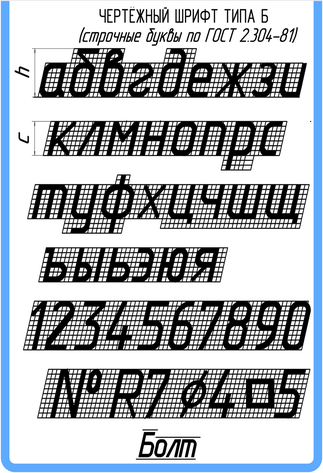 ЧЕРТЁЖНЫЙ ШРИФТ ТИПА Б
(строчные буквы по ГОСТ 2.304-81)
h
абвгдежзи
c
клмнопрс
туфхцчшщ
ъыьэюя
1234567890
№ R7 ⌀4 □5
Болт